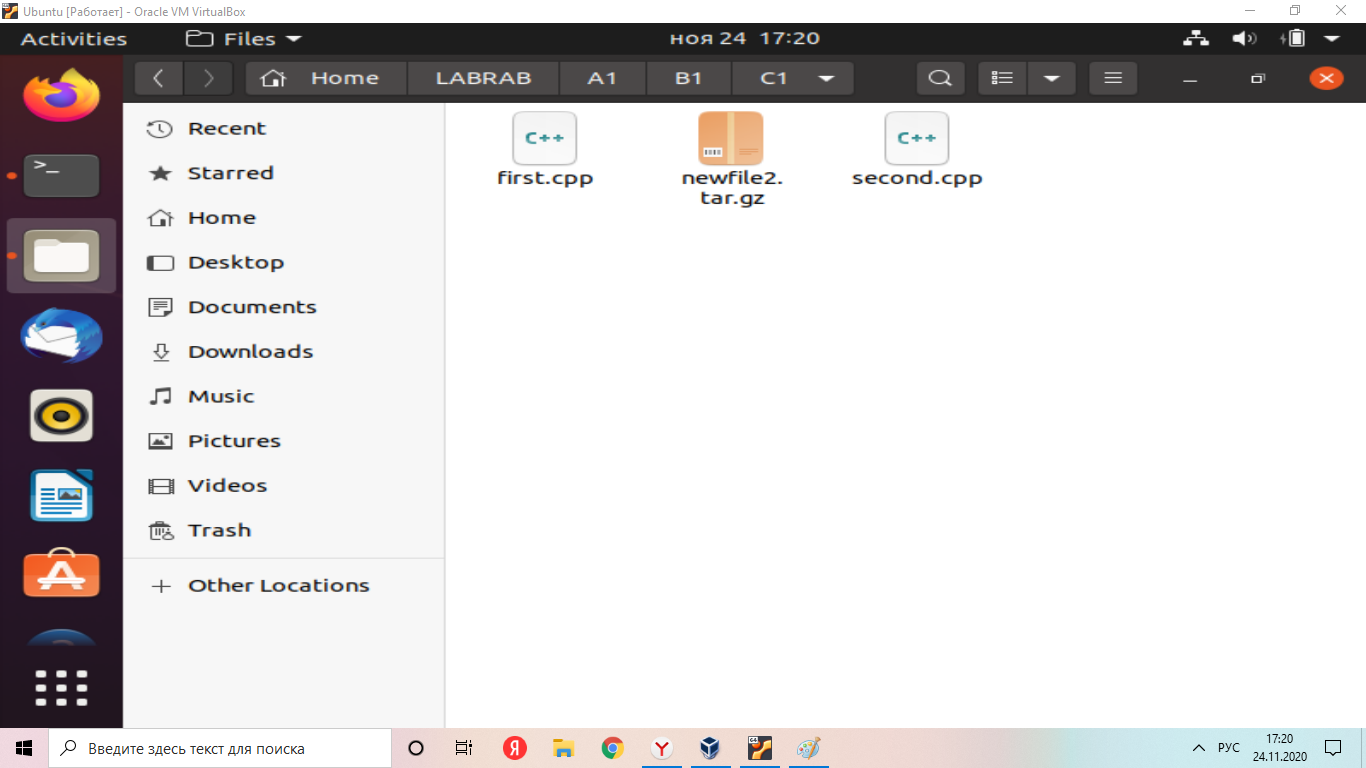 Ubuntu [Работает] - Oracle VM VirtualBox
Activities Files ноя 24 17:20
Home LABRAB A1 B1 C1
Recent
Starred
Home
Desktop
Documents
Downloads
Music
Pictures
Videos
Trash
Other Locations
C++ C++
first.cpp newfile2. second.cpp
tar.gz
Введите здесь текст для поиска
РУС
17:20
24.11.2020